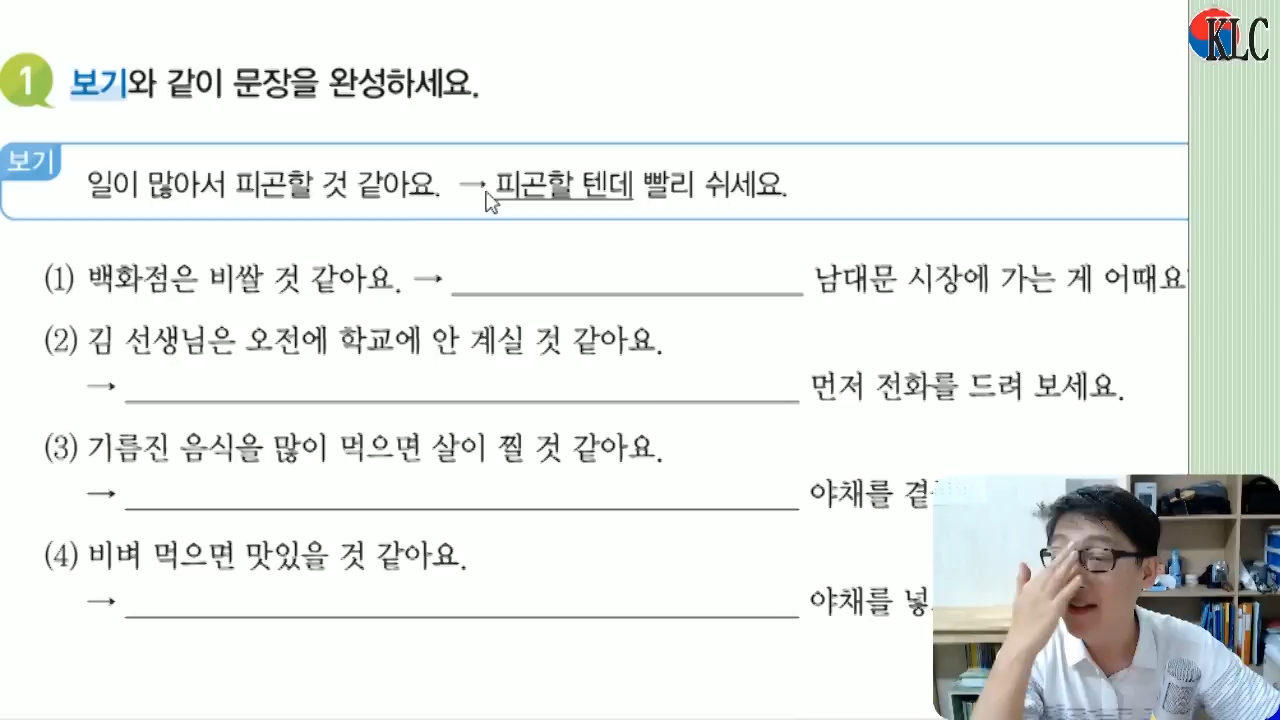 KLC
1 보기와 같이 문장을 완성하세요.
보기
일이 많아서 피곤할 것 같아요. → 피곤할 텐데 빨리 쉬세요.
(1) 백화점은 비쌀 것 같아요. → 남대문 시장에 가는 게 어때요
(2) 김 선생님은 오전에 학교에 안 계실 것 같아요.
→ 먼저 전화를 드려 보세요.
(3) 기름진 음식을 많이 먹으면 살이 찔 것 같아요.
→ 야채를
(4) 비벼 먹으면 맛있을 것 같아요.
→ 야채를